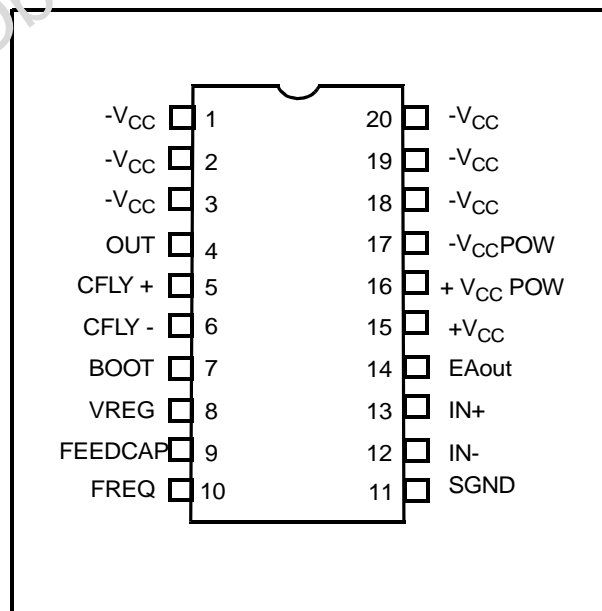 -VCC 1 20 -VCC
-VCC 2 19 -VCC
-VCC 3 18 -VCC
OUT 4 17 -VCCPOW
CFLY + 5 16 + VCC POW
CFLY - 6 15 +VCC
BOOT 7 14 EAout
VREG 8 13 IN+
FEEDCAP 9 12 IN-
FREQ 10 11 SGND